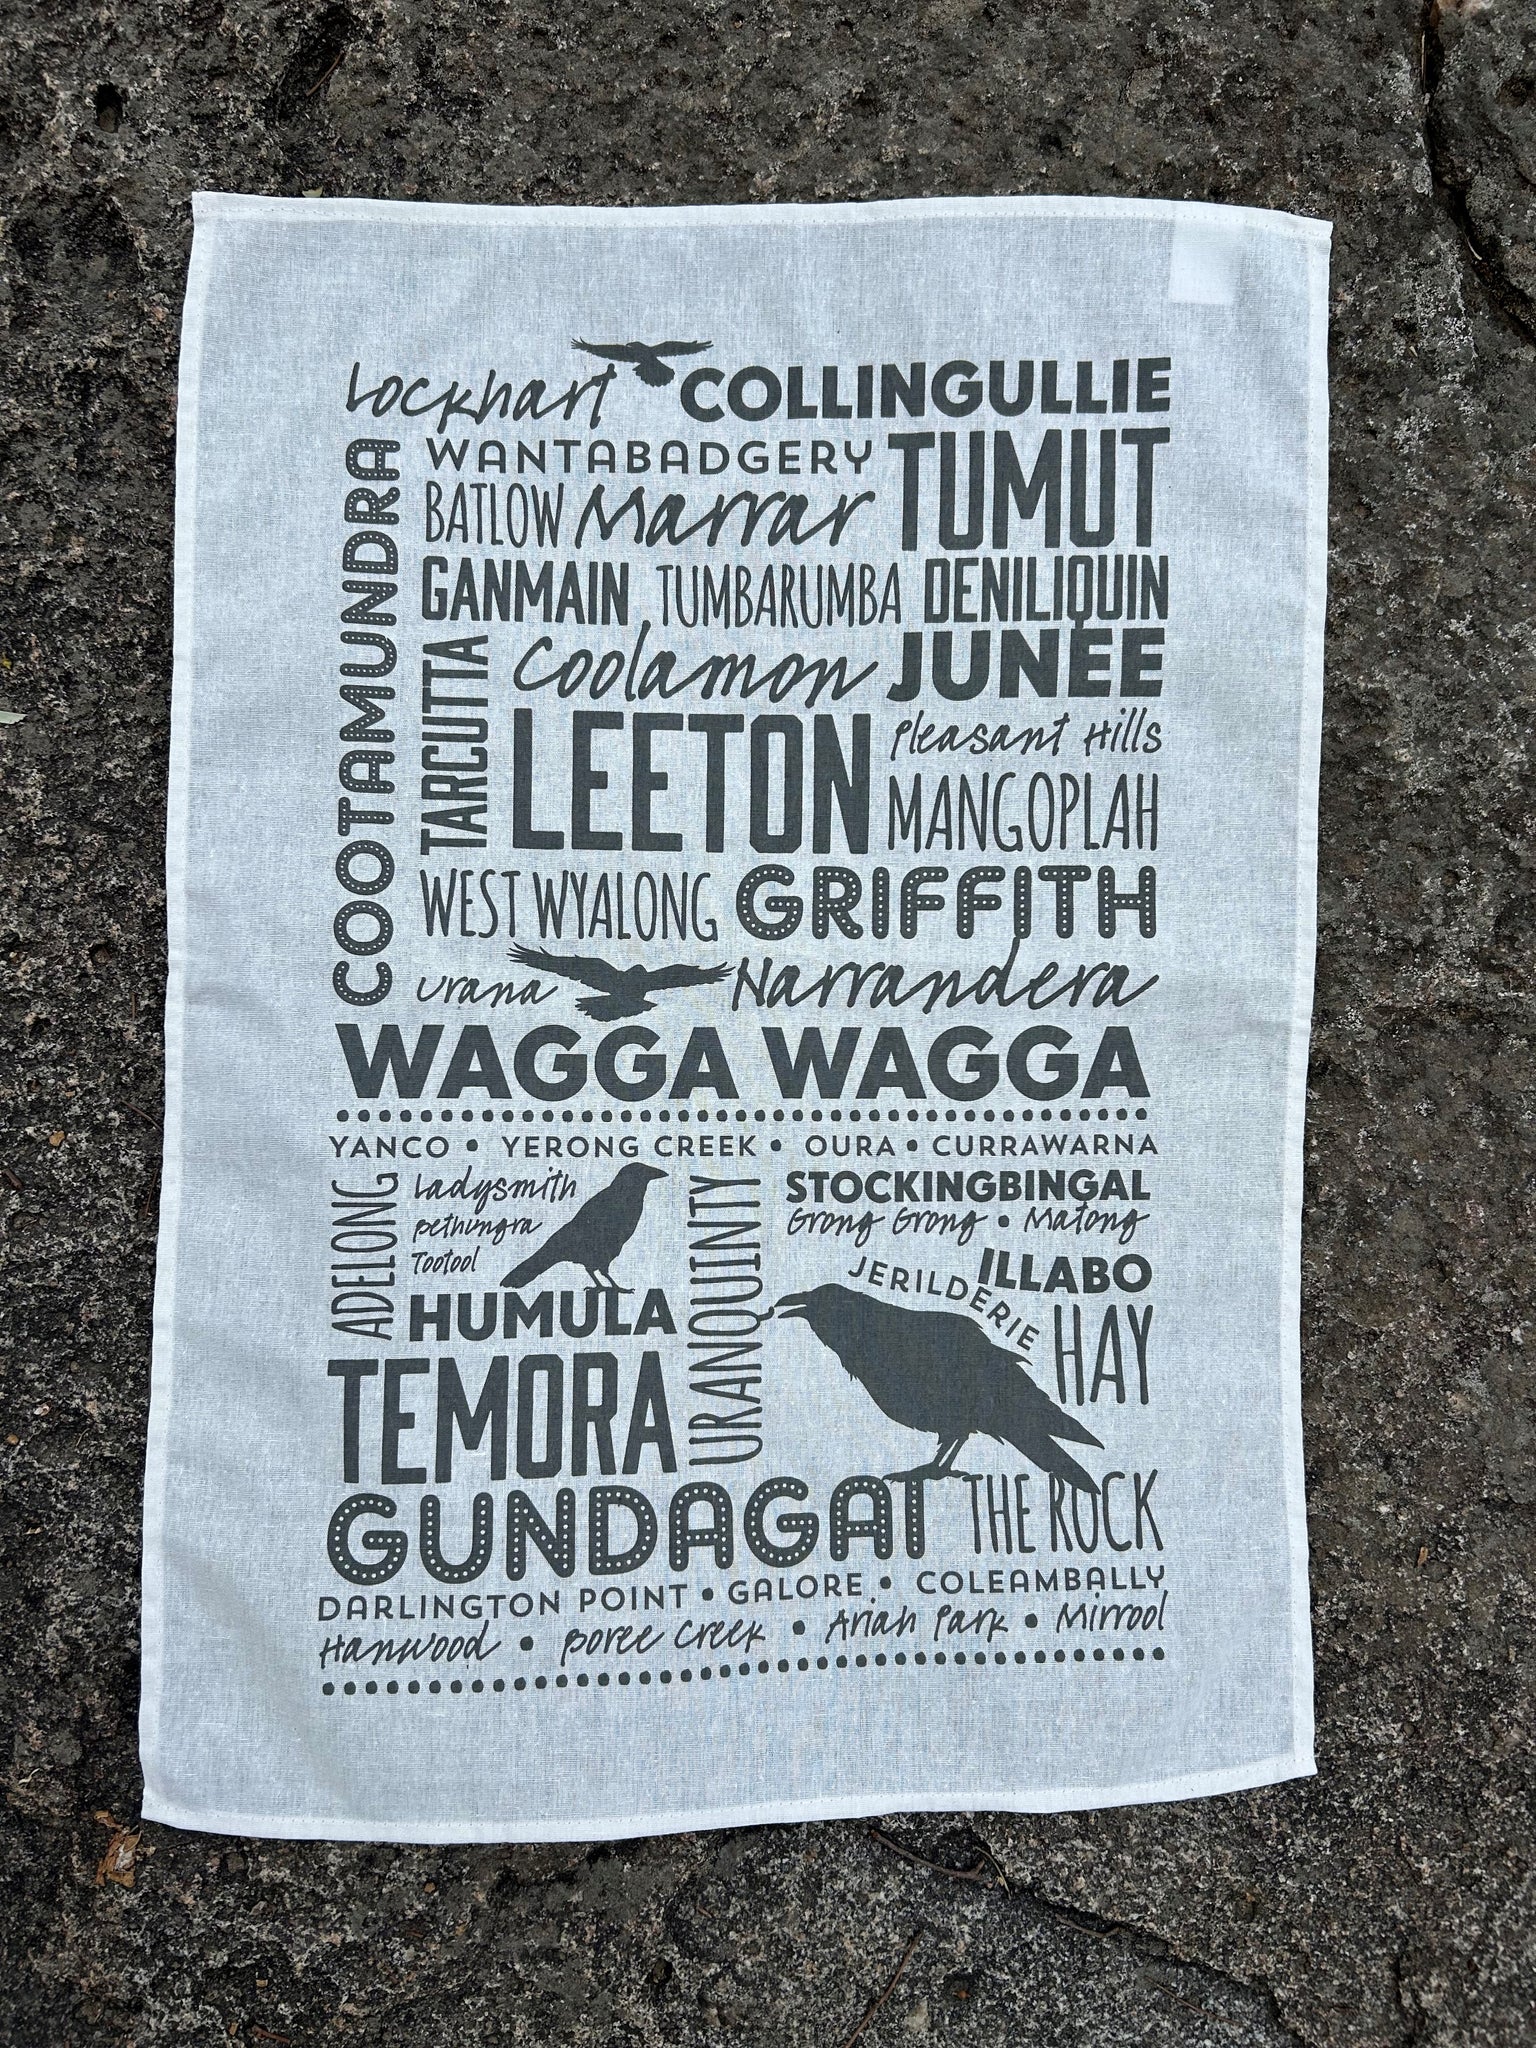 Lockhart COLLINGULLIE
COOTAMUNDRA
WANTABADGERY
TUMUT
BATLOW Marrar
GANMAIN TUMBARUMBA DENILIQUIN
TARCUTTA
Coolamon JUNEE
LEETON
Pleasant Hills
MANGOPLAH
WEST WYALONG GRIFFITH
Urana Narrandera
WAGGA WAGGA
YANCO • YERONG CREEK • OURA • CURRAWARNA
ADELONG
Ladysmith
Bethungra
Tootool
HUMULA
URANQUINTY
STOCKINGBINGAL
Grong Grong • Matong
ILLABO
JERILDERIE
HAY
TEMORA
GUNDAGAI THE ROCK
DARLINGTON POINT • GALORE • COLEAMBALLY
Hanwood • Boree Creek • Ariah Park • Mirrool